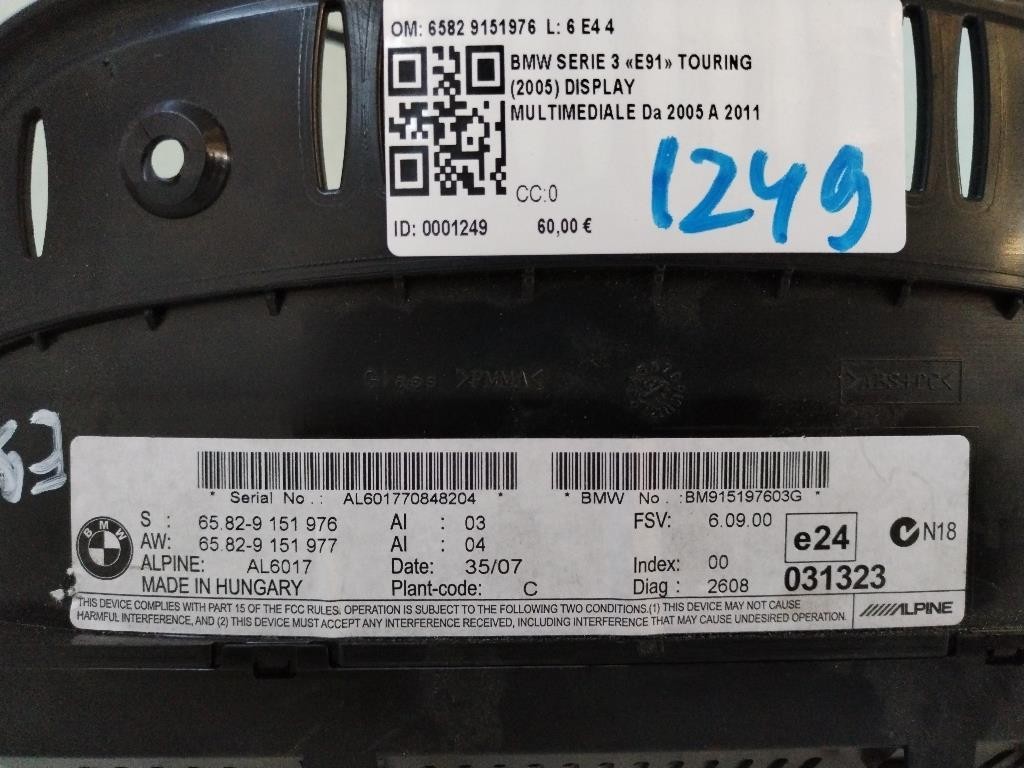 OM: 6582 9151976 L: 6 E4 4
BMW SERIE 3 «E91» TOURING
(2005) DISPLAY
MULTIMEDIALE Da 2005 A 2011
CC:0
ID: 0001249 60,00 €
1249
Glass >PMMA<
>ABS+PC<
* Serial No .: AL601770848204 *
* BMW No .: BM915197603G *
BMW
S : 65.82-9 151 976 AI : 03 FSV: 6.09.00
AW: 65.82-9 151 977 AI : 04 e24 N18
ALPINE: AL6017 Date: 35/07 Index: 00
MADE IN HUNGARY Plant-code: C Diag : 2608 031323
THIS DEVICE COMPLIES WITH PART 15 OF THE FCC RULES. OPERATION IS SUBJECT TO THE FOLLOWING TWO CONDITIONS.(1) THIS DEVICE MAY NOT CAUSE
HARMFUL INTERFERENCE, AND (2) THIS DEVICE MUST ACCEPT ANY INTERFERENCE RECEIVED, INCLUDING INTERFERENCE THAT MAY CAUSE UNDESIRED OPERATION.
ALPINE